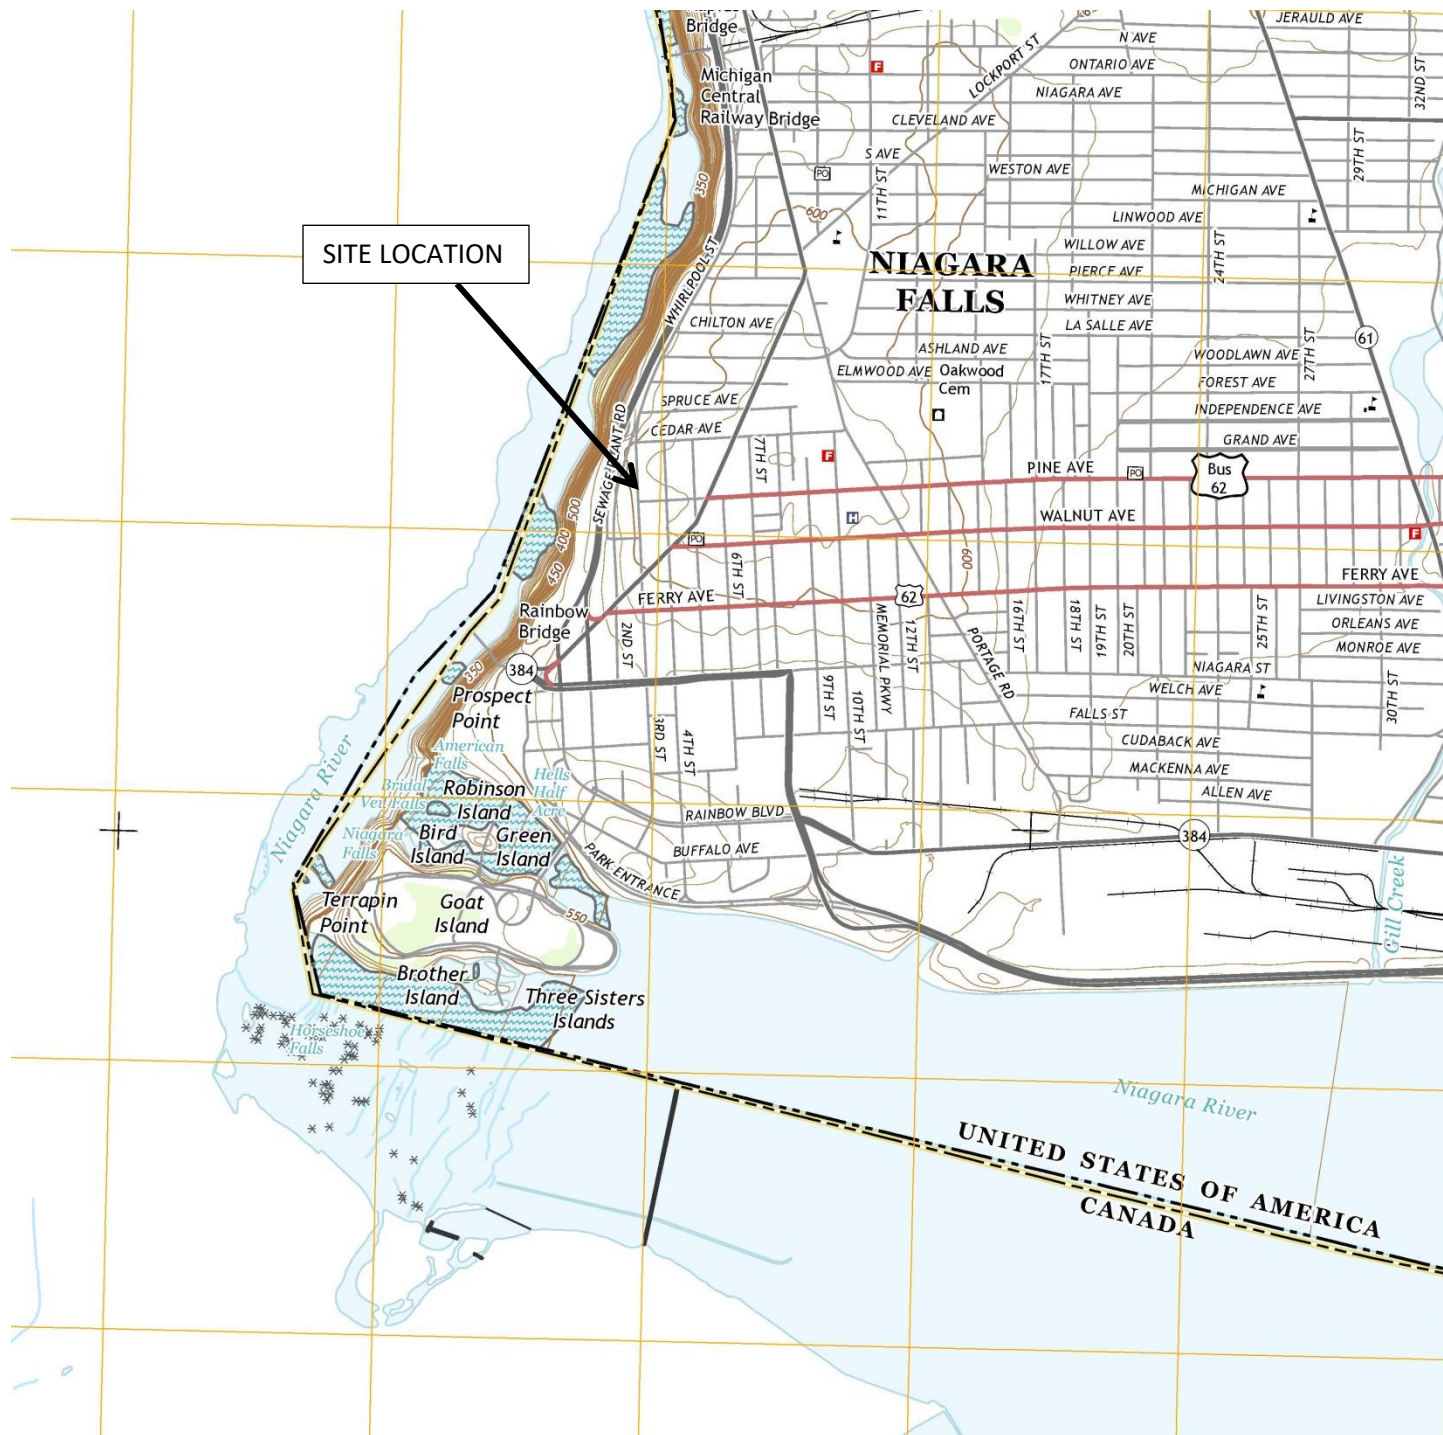 Bridge
JERAULD AVE
N AVE
LOCKPORT ST
ONTARIO AVE
Michigan
Central
Railway Bridge
NIAGARA AVE
32ND ST
CLEVELAND AVE
29TH ST
S AVE
WESTON AVE
PO
11TH ST
350
MICHIGAN AVE
600
LINWOOD AVE
SITE LOCATION
WHIRLPOOL ST
WILLOW AVE
24TH ST
NIAGARA
FALLS
PIERCE AVE
WHITNEY AVE
CHILTON AVE
LA SALLE AVE
61
ASHLAND AVE
17TH ST
WOODLAWN AVE
27TH ST
ELMWOOD AVE
Oakwood
Cem
FOREST AVE
SPRUCE AVE
INDEPENDENCE AVE
CEDAR AVE
GRAND AVE
SEWAGE PLANT RD
7TH ST
F
F
PINE AVE
PO
Bus
62
500
400
450
H
WALNUT AVE
PO
F
6TH ST
600
FERRY AVE
FERRY AVE
62
LIVINGSTON AVE
Rainbow
Bridge
2ND ST
MEMORIAL PKWY
12TH ST
PORTAGE RD
16TH ST
18TH ST
19TH ST
20TH ST
25TH ST
ORLEANS AVE
MONROE AVE
384
350
NIAGARA ST
Prospect
Point
9TH ST
10TH ST
WELCH AVE
30TH ST
3RD ST
4TH ST
FALLS ST
American
Falls
CUDABACK AVE
MACKENNA AVE
Niagara River
Bridal
Veil Falls
Robinson
Island
Hells
Half
Acre
ALLEN AVE
RAINBOW BLVD
Niagara
Falls
Bird
Island
Green
Island
384
BUFFALO AVE
PARK ENTRANCE
Gill Creek
Terrapin
Point
Goat
Island
550
Brother
Island
Three Sisters
Islands
Horseshoe
Falls
Niagara River
UNITED STATES OF AMERICA
CANADA